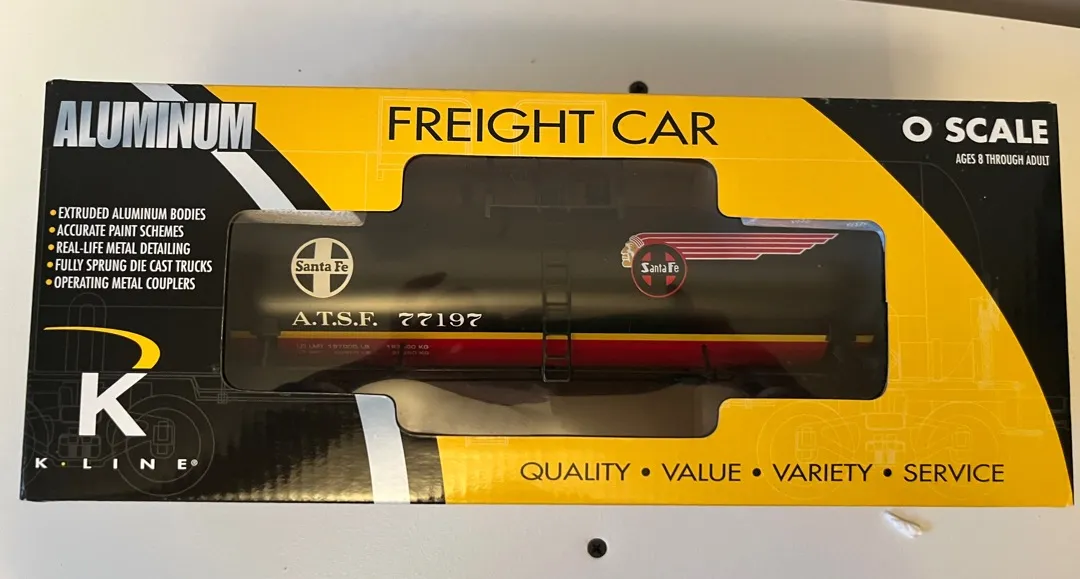 ALUMINUM
FREIGHT CAR
O SCALE
AGES 8 THROUGH ADULT
• EXTRUDED ALUMINUM BODIES
• ACCURATE PAINT SCHEMES
• REAL-LIFE METAL DETAILING
• FULLY SPRUNG DIE CAST TRUCKS
• OPERATING METAL COUPLERS
Santa Fe
Santa Fe
A.T.S.F. 77197
K
K·LINE®
QUALITY • VALUE • VARIETY • SERVICE